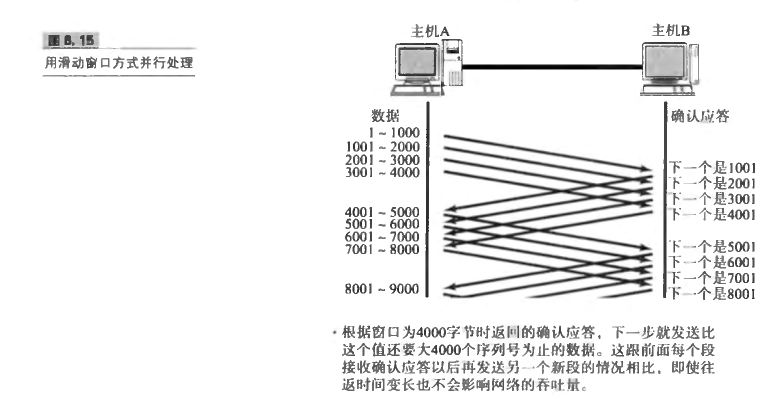 图 6.15
用滑动窗口方式并行处理
主机A
主机B
数据
确认应答
1 ~ 1000
1001 ~ 2000
2001 ~ 3000
3001 ~ 4000
下一个是1001
下一个是2001
下一个是3001
下一个是4001
4001 ~ 5000
5001 ~ 6000
6001 ~ 7000
7001 ~ 8000
下一个是5001
下一个是6001
下一个是7001
下一个是8001
8001 ~ 9000
* 根据窗口为4000字节时返回的确认应答，下一步就发送比
这个值还要大4000个序列号为止的数据。这跟前面每个段
接收确认应答以后再发送另一个新段的情况相比，即使往
返时间变长也不会影响网络的吞吐量。